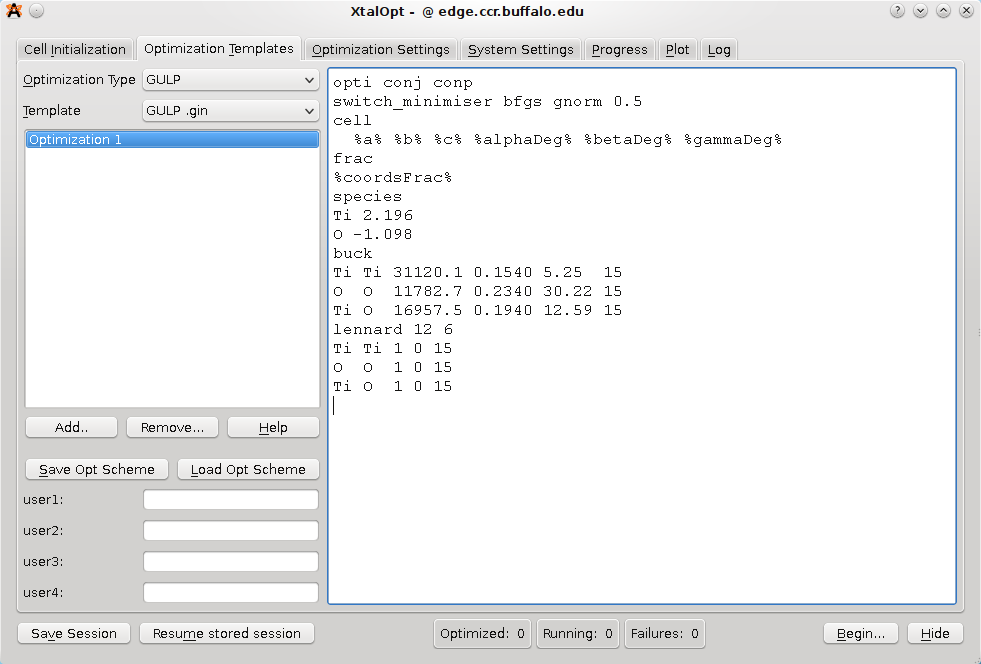 XtalOpt - @ edge.ccr.buffalo.edu
Cell Initialization Optimization Templates Optimization Settings System Settings Progress Plot Log
Optimization Type GULP
Template GULP .gin
Optimization 1
Add.. Remove... Help
Save Opt Scheme Load Opt Scheme
user1:
user2:
user3:
user4:
opti conj conp
switch_minimiser bfgs gnorm 0.5
cell
%a% %b% %c% %alphaDeg% %betaDeg% %gammaDeg%
frac
%coordsFrac%
species
Ti 2.196
O -1.098
buck
Ti Ti 31120.1 0.1540 5.25 15
O O 11782.7 0.2340 30.22 15
Ti O 16957.5 0.1940 12.59 15
lennard 12 6
Ti Ti 1 0 15
O O 1 0 15
Ti O 1 0 15
Save Session Resume stored session Optimized: 0 Running: 0 Failures: 0 Begin... Hide